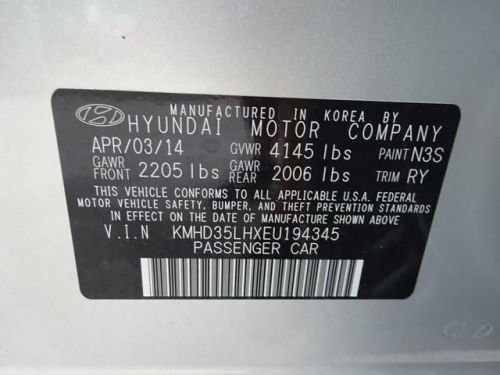 MANUFACTURED IN KOREA BY
HYUNDAI MOTOR COMPANY
APR/03/14 GVWR 4145 lbs PAINT N3S
GAWR FRONT 2205 lbs GAWR REAR 2006 lbs TRIM RY
THIS VEHICLE CONFORMS TO ALL APPLICABLE U.S.A. FEDERAL
MOTOR VEHICLE SAFETY, BUMPER, AND THEFT PREVENTION STANDARDS
IN EFFECT ON THE DATE OF MANUFACTURE SHOWN ABOVE.
V.I.N KMHD35LHXEU194345
PASSENGER CAR